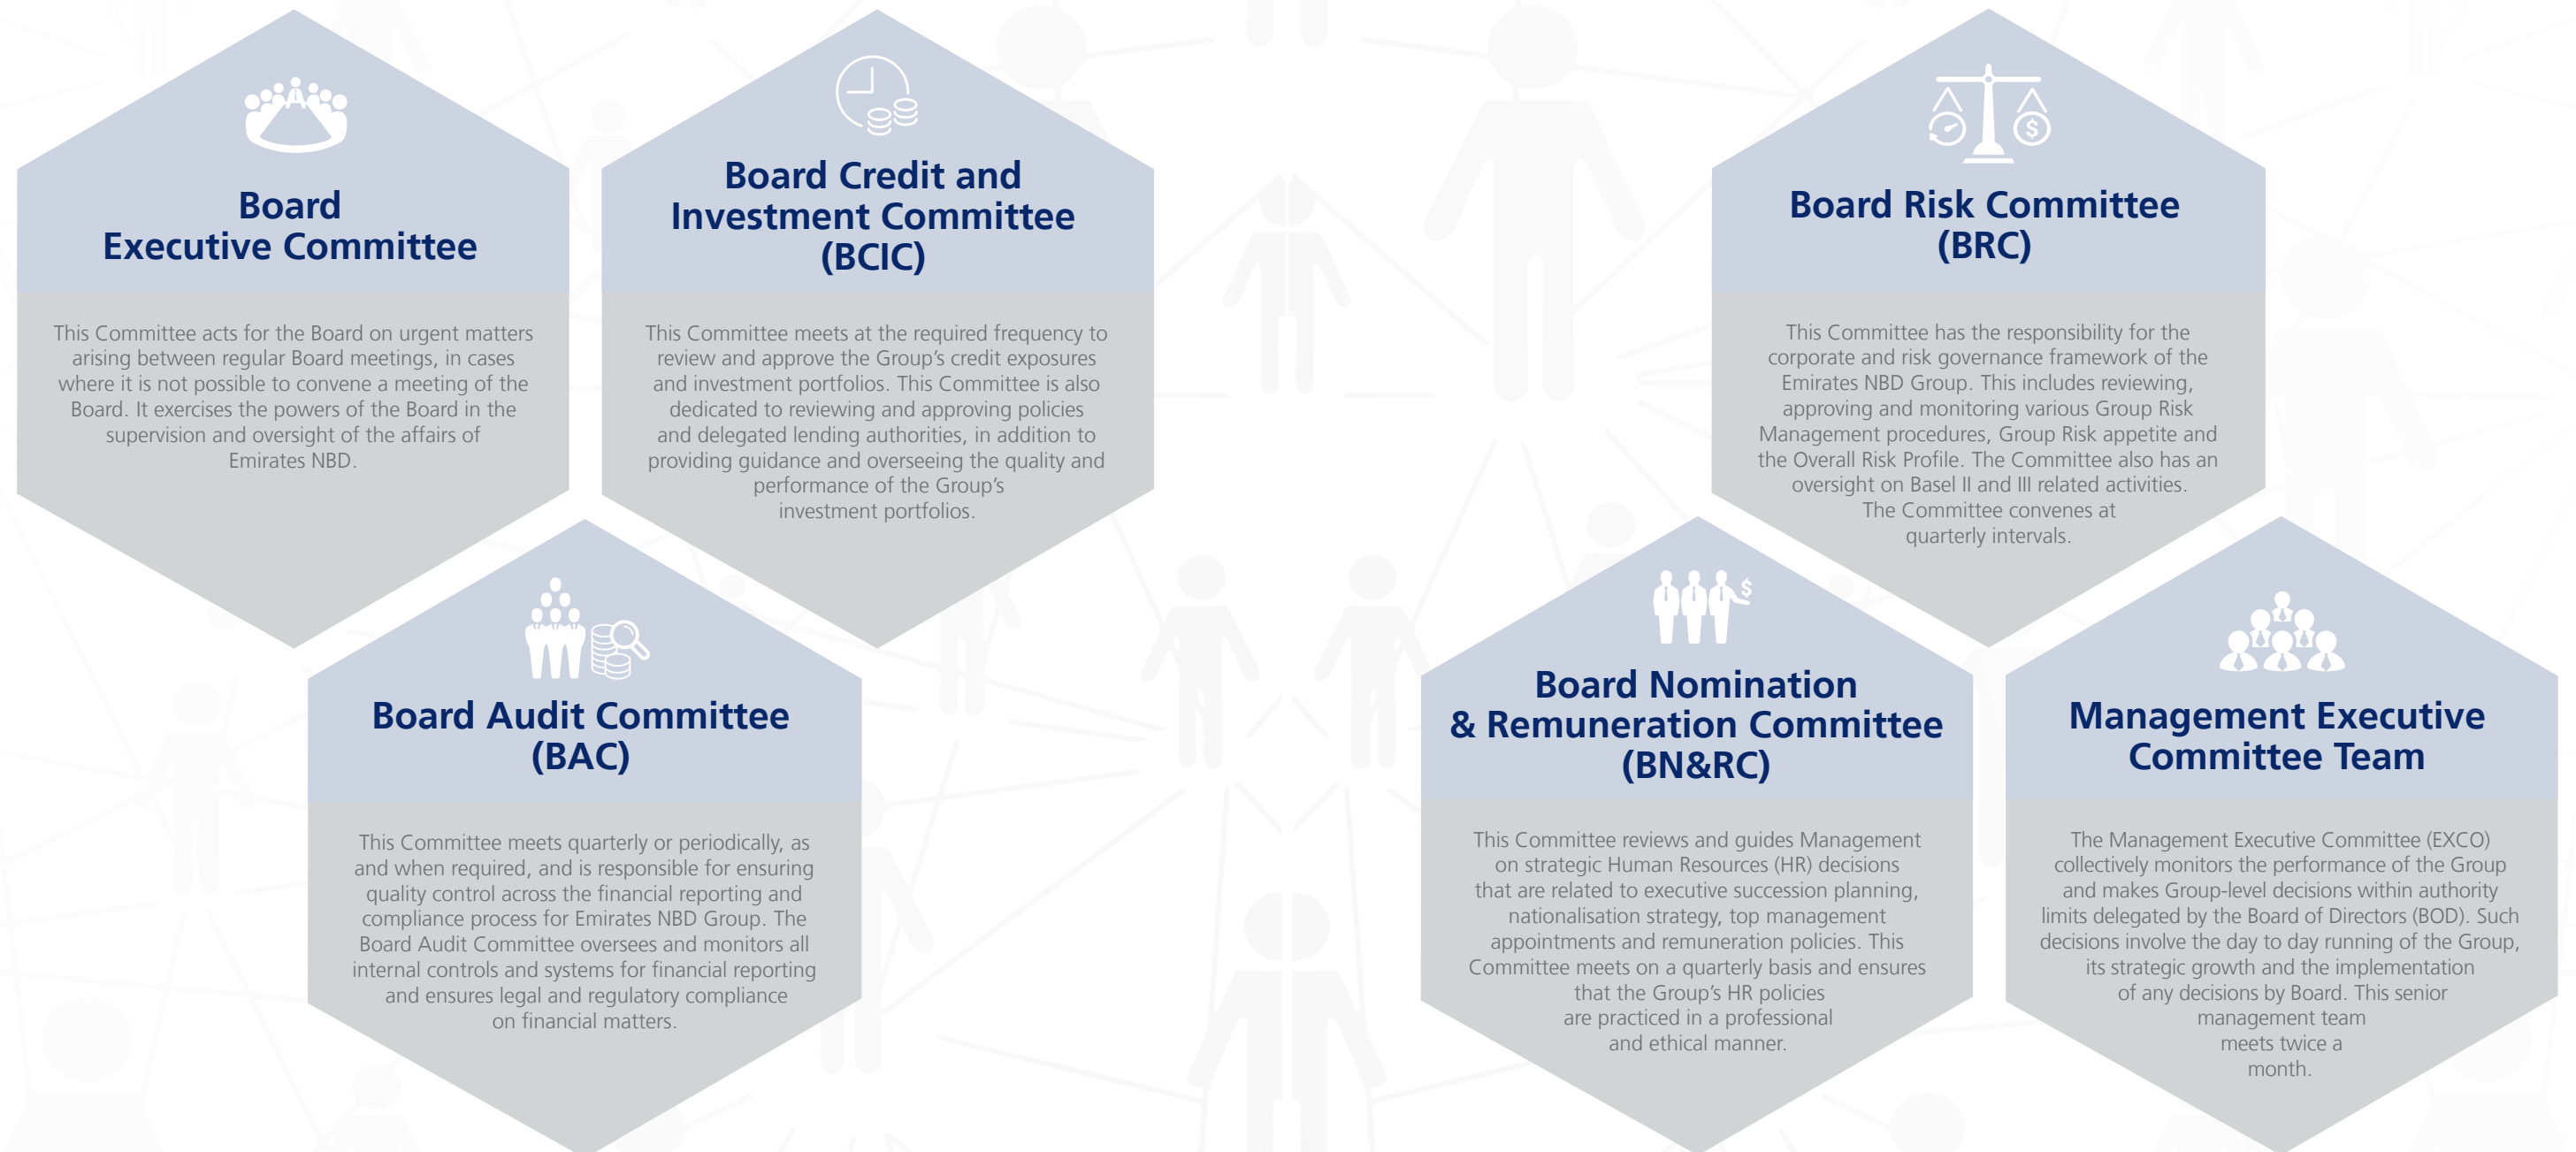 Board
Executive Committee
This Committee acts for the Board on urgent matters
arising between regular Board meetings, in cases
where it is not possible to convene a meeting of the
Board. It exercises the powers of the Board in the
supervision and oversight of the affairs of
Emirates NBD.
Board Credit and
Investment Committee
(BCIC)
This Committee meets at the required frequency to
review and approve the Group’s credit exposures
and investment portfolios. This Committee is also
dedicated to reviewing and approving policies
and delegated lending authorities, in addition to
providing guidance and overseeing the quality and
performance of the Group’s
investment portfolios.
Board Audit Committee
(BAC)
This Committee meets quarterly or periodically, as
and when required, and is responsible for ensuring
quality control across the financial reporting and
compliance process for Emirates NBD Group. The
Board Audit Committee oversees and monitors all
internal controls and systems for financial reporting
and ensures legal and regulatory compliance
on financial matters.
Board Risk Committee
(BRC)
$
This Committee has the responsibility for the
corporate and risk governance framework of the
Emirates NBD Group. This includes reviewing,
approving and monitoring various Group Risk
Management procedures, Group Risk appetite and
the Overall Risk Profile. The Committee also has an
oversight on Basel II and III related activities.
The Committee convenes at
quarterly intervals.
$
Board Nomination
& Remuneration Committee
(BN&RC)
This Committee reviews and guides Management
on strategic Human Resources (HR) decisions
that are related to executive succession planning,
nationalisation strategy, top management
appointments and remuneration policies. This
Committee meets on a quarterly basis and ensures
that the Group’s HR policies
are practiced in a professional
and ethical manner.
Management Executive
Committee Team
The Management Executive Committee (EXCO)
collectively monitors the performance of the Group
and makes Group-level decisions within authority
limits delegated by the Board of Directors (BOD). Such
decisions involve the day to day running of the Group,
its strategic growth and the implementation
of any decisions by Board. This senior
management team
meets twice a
month.